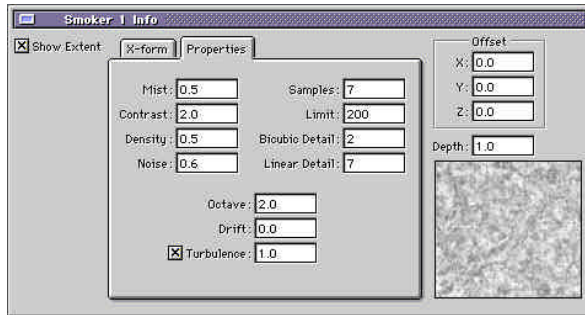 Smoker 1 Info
Show Extent
X-form
Properties
Mist: 0.5
Samples: 7
Contrast: 2.0
Limit: 200
Density: 0.5
Bicubic Detail: 2
Noise: 0.6
Linear Detail: 7
Octave: 2.0
Drift: 0.0
Turbulence: 1.0
Offset
X: 0.0
Y: 0.0
Z: 0.0
Depth: 1.0